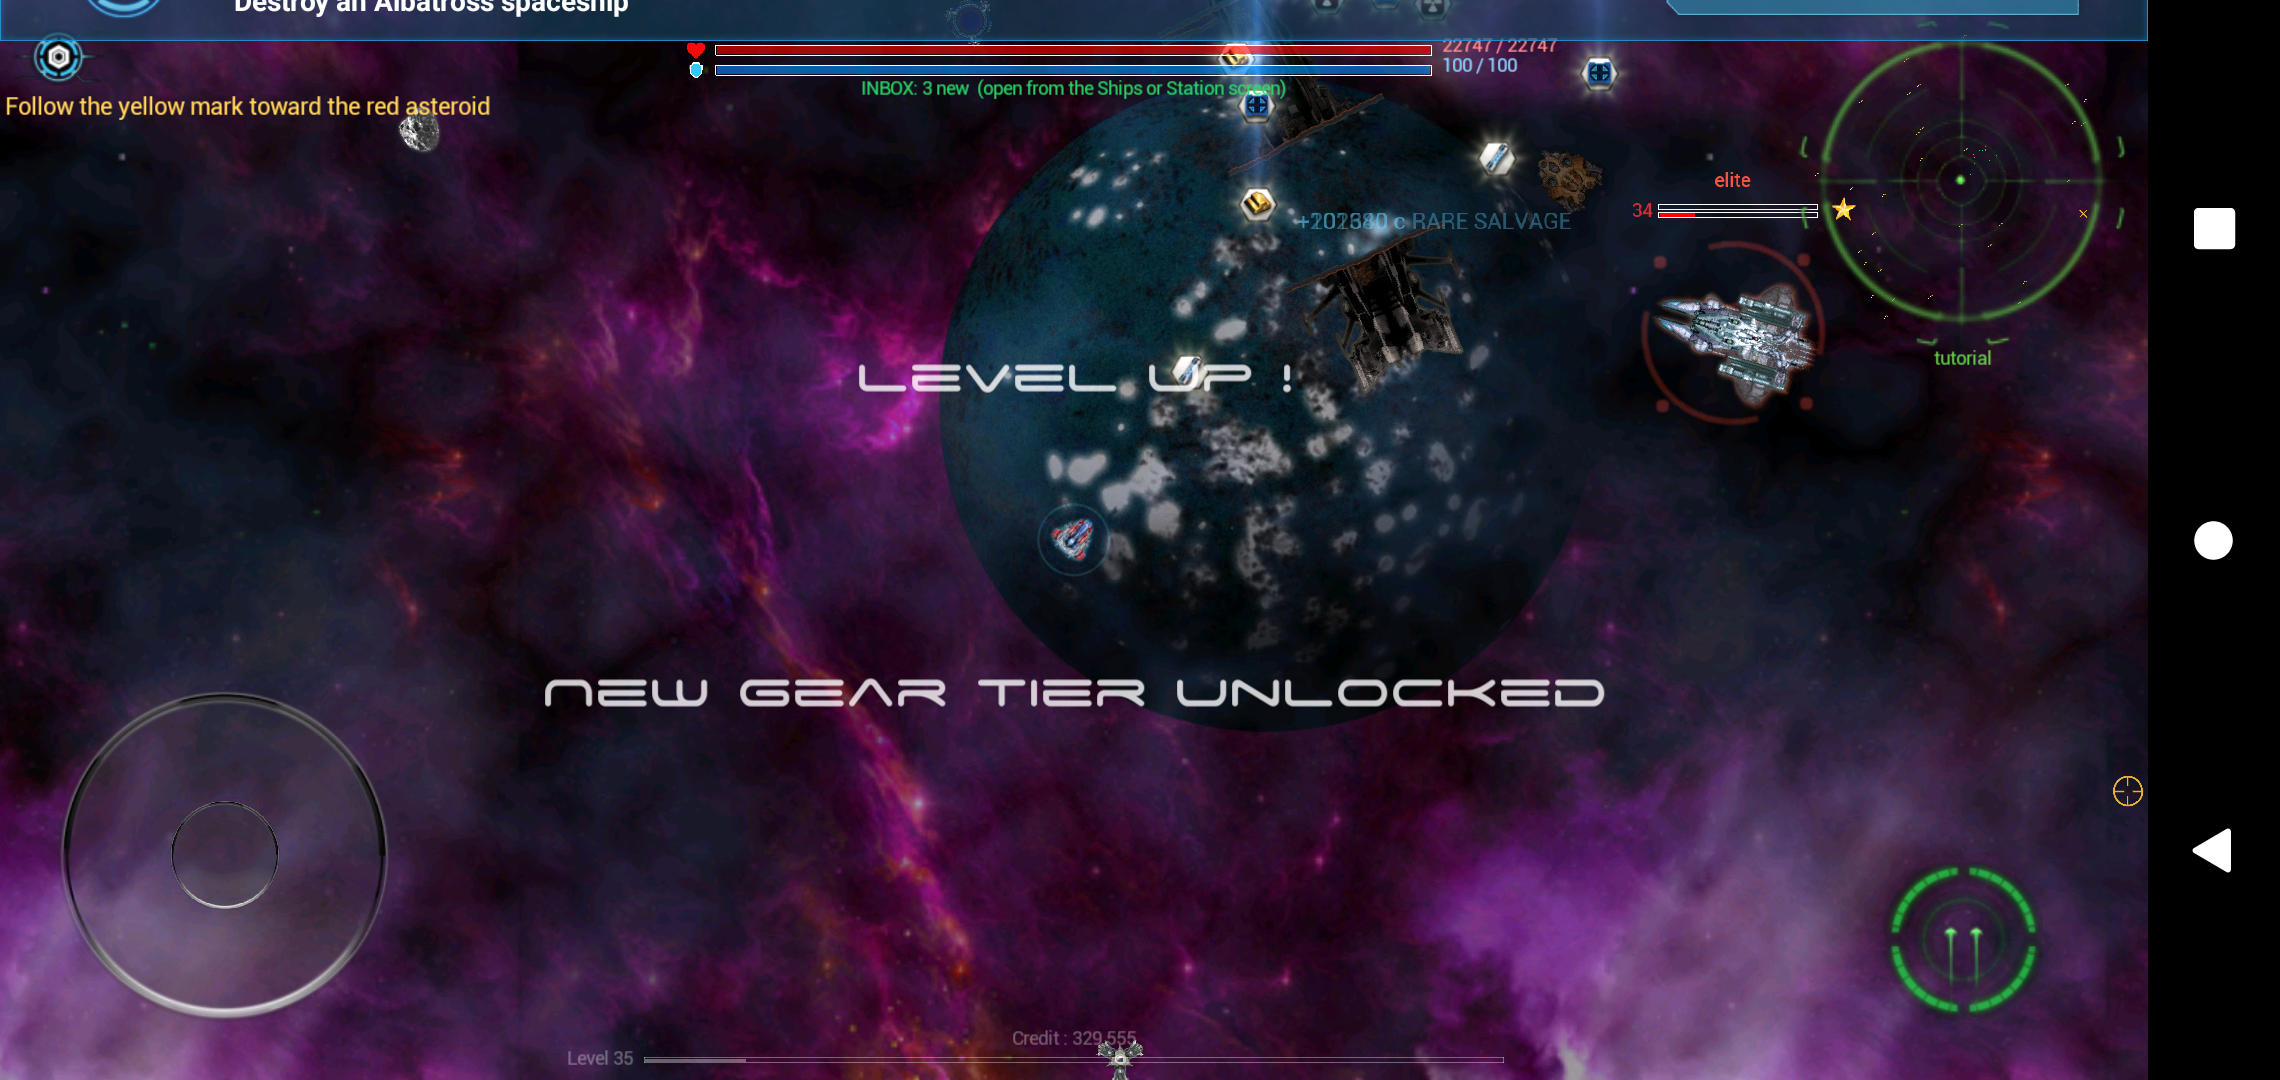 Destroy an Albatross spaceship
22747 / 22747
100 / 100
INBOX: 3 new (open from the Ships or Station screen)
Follow the yellow mark toward the red asteroid
elite
34
RARE SALVAGE
tutorial
LEVEL UP !
NEW GEAR TIER UNLOCKED
Credit : 329,555
Level 35